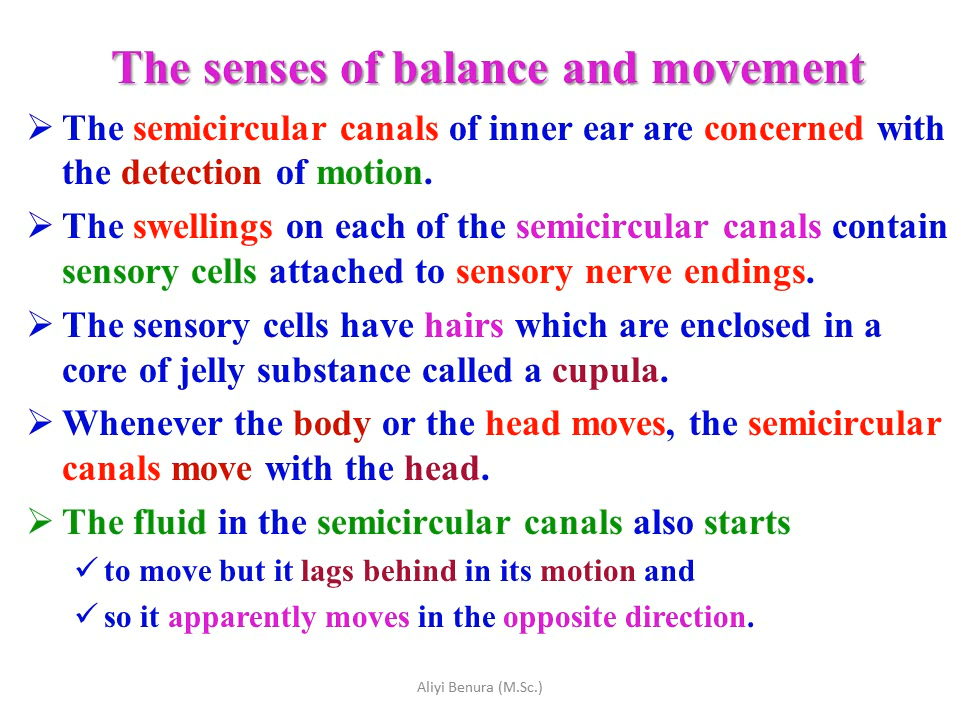 The senses of balance and movement
➢ The semicircular canals of inner ear are concerned with
the detection of motion.
➢ The swellings on each of the semicircular canals contain
sensory cells attached to sensory nerve endings.
➢ The sensory cells have hairs which are enclosed in a
core of jelly substance called a cupula.
➢ Whenever the body or the head moves, the semicircular
canals move with the head.
➢ The fluid in the semicircular canals also starts
✓ to move but it lags behind in its motion and
✓ so it apparently moves in the opposite direction.
Aliyi Benura (M.Sc.)